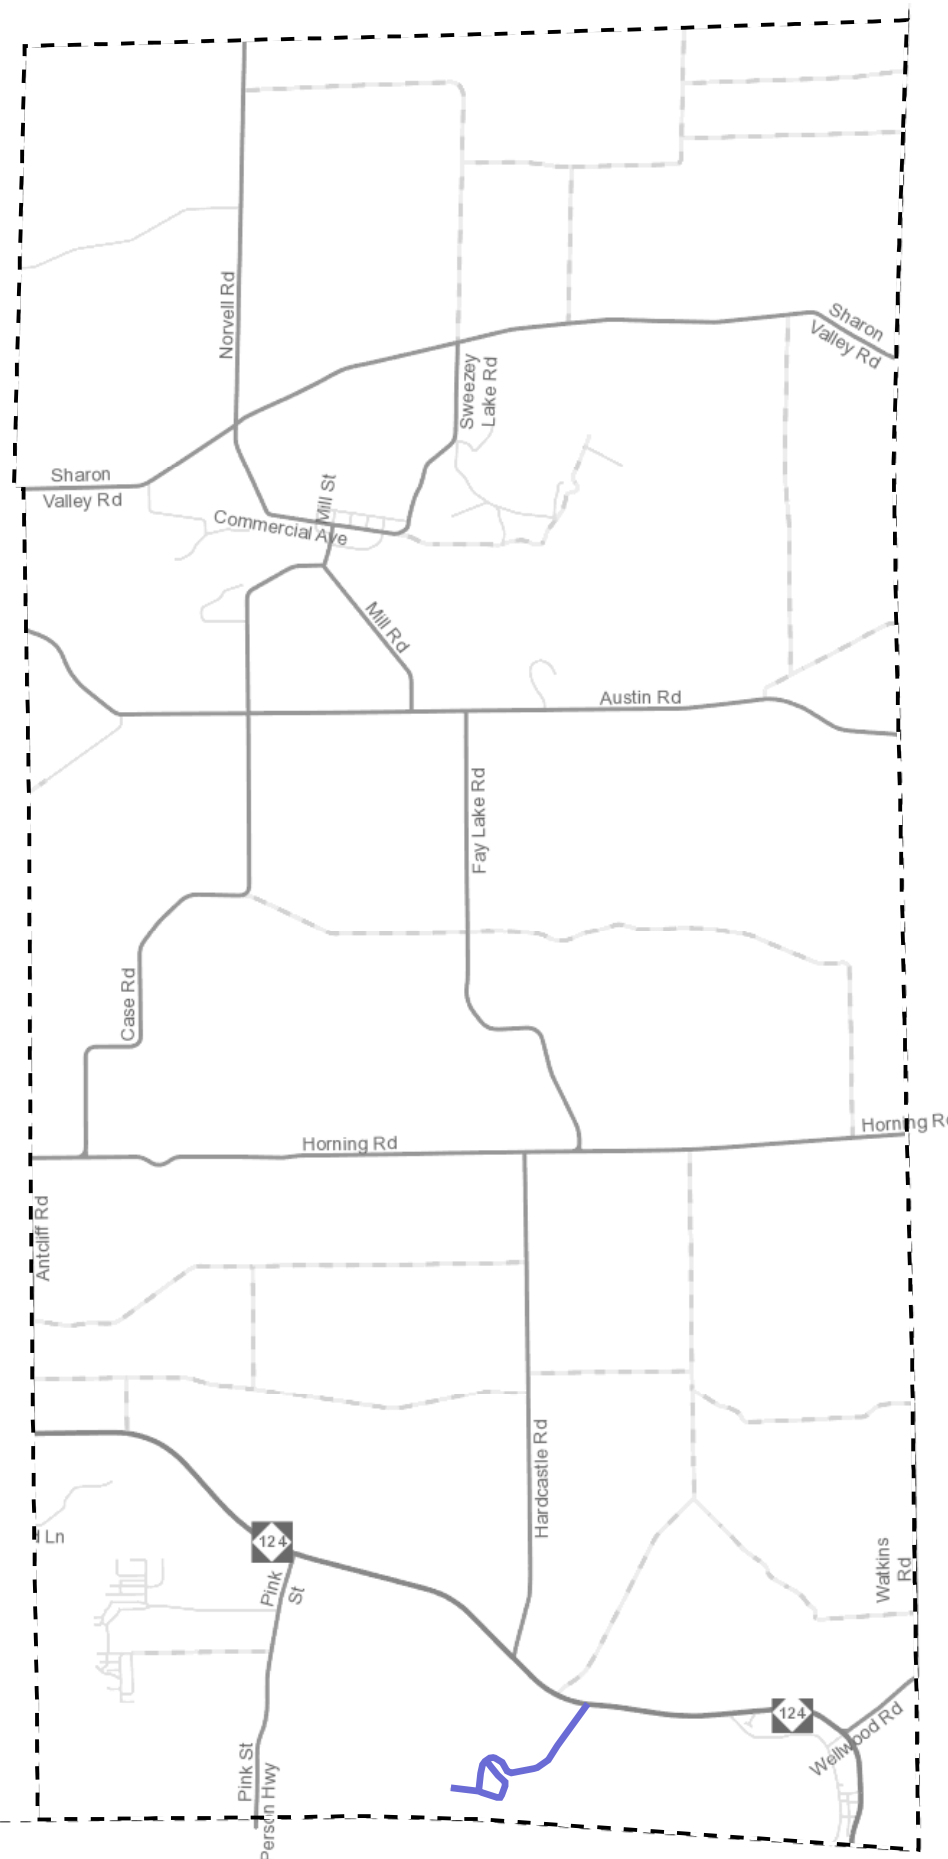 Norvell Rd
Sharon
Valley Rd
Sweezey
Lake Rd
Sharon
Valley Rd
Mill St
Commercial Ave
Mill Rd
Austin Rd
Fay Lake Rd
Case Rd
Horning Rd
Horning Rd
Antcliff Rd
Hardcastle Rd
Ln
124
Pink
St
Watkins
Rd
124
Wellwood Rd
Pink St
Person Hwy